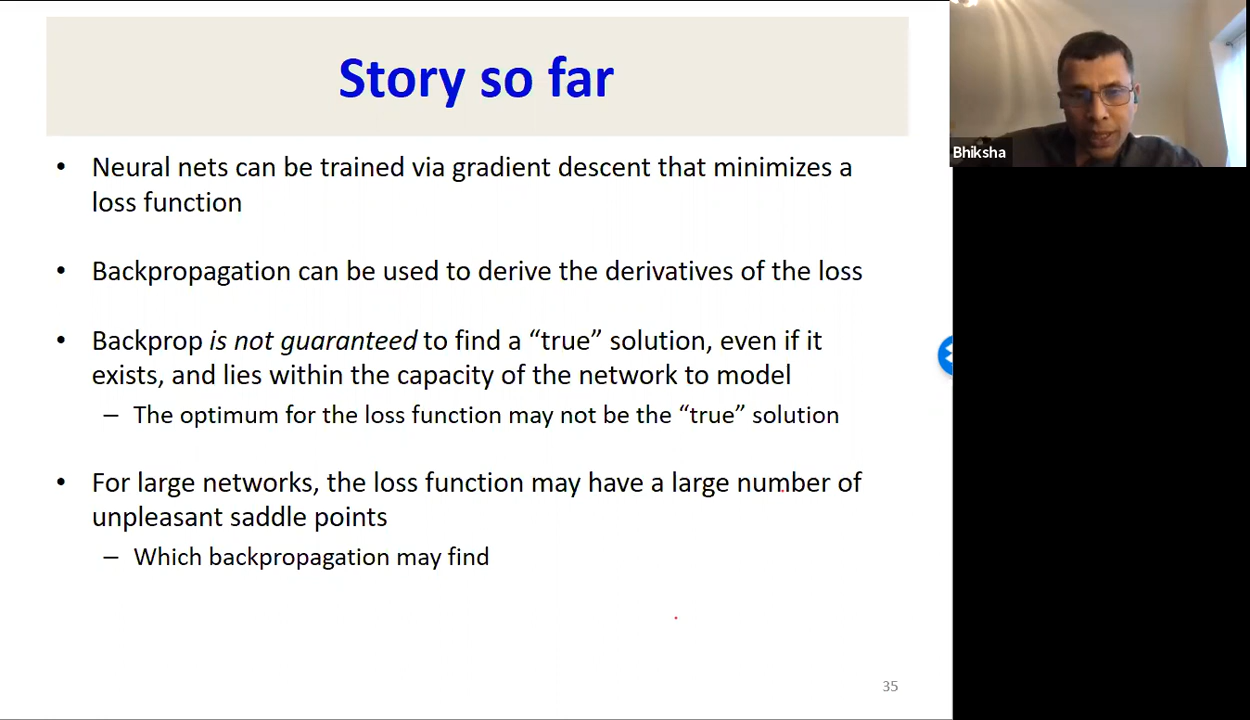 Story so far
• Neural nets can be trained via gradient descent that minimizes a
loss function
• Backpropagation can be used to derive the derivatives of the loss
• Backprop is not guaranteed to find a “true” solution, even if it
exists, and lies within the capacity of the network to model
– The optimum for the loss function may not be the “true” solution
• For large networks, the loss function may have a large number of
unpleasant saddle points
– Which backpropagation may find
35
Bhiksha